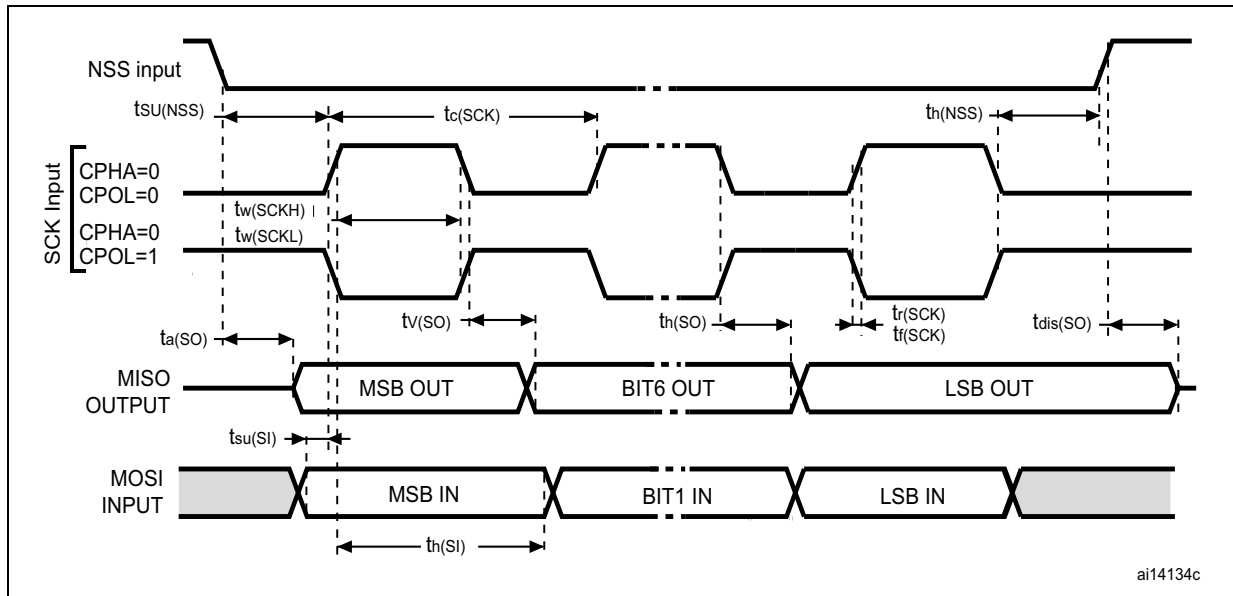 NSS input
tSU(NSS)
tc(SCK)
th(NSS)
SCK Input
CPHA=0
CPOL=0
tw(SCKH)
CPHA=0
CPOL=1
tw(SCKL)
ta(SO)
tV(SO)
th(SO)
tr(SCK)
tf(SCK)
tdis(SO)
MISO
OUTPUT
MSB OUT
BIT6 OUT
LSB OUT
tsu(SI)
MOSI
INPUT
MSB IN
BIT1 IN
LSB IN
th(SI)
ai14134c